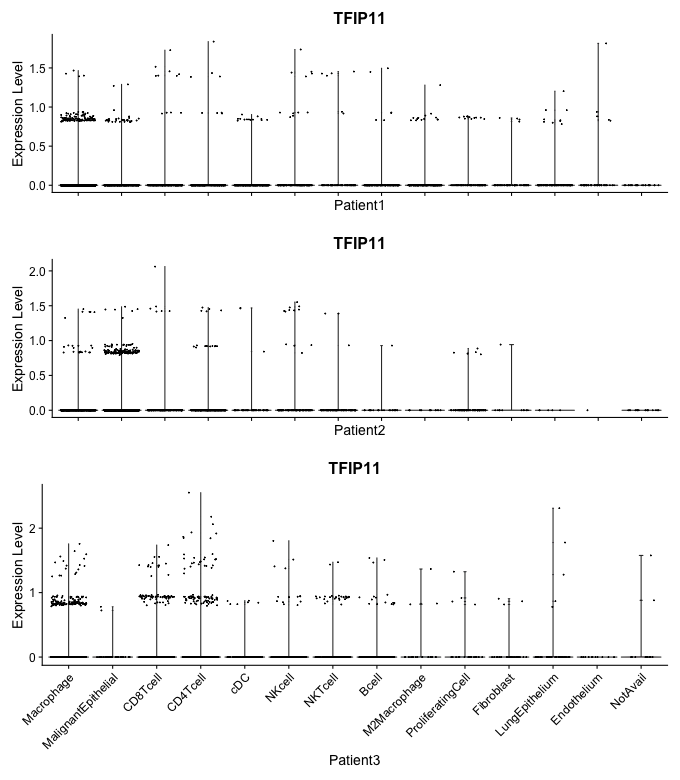 TFIP11
Expression Level
1.5
1.0
0.5
0.0
Patient1
TFIP11
Expression Level
2.0
1.5
1.0
0.5
0.0
Patient2
TFIP11
Expression Level
2
1
0
Macrophage
MalignantEpithelial
CD8Tcell
CD4Tcell
cDC
NKcell
NKTcell
Bcell
M2Macrophage
ProliferatingCell
Fibroblast
LungEpithelium
Endothelium
NotAvail
Patient3